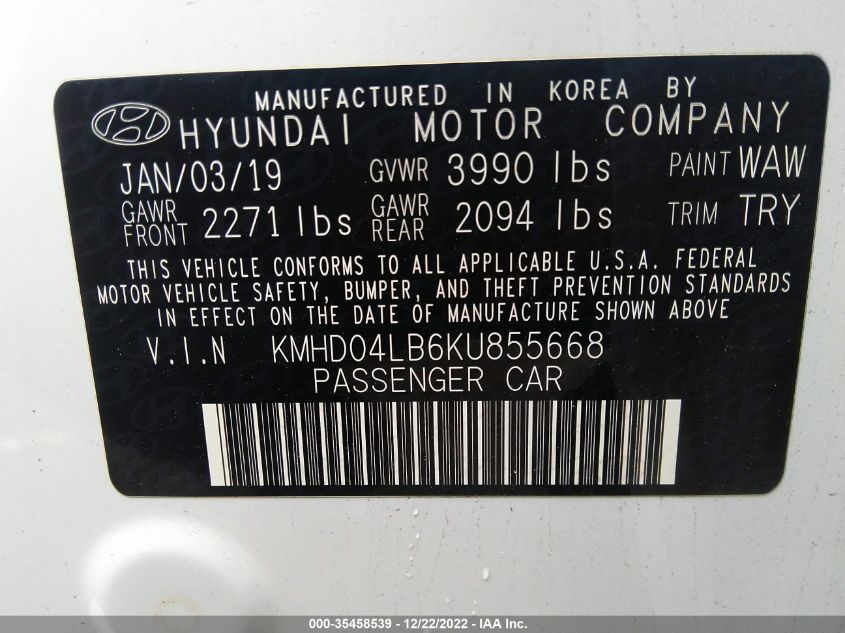 MANUFACTURED IN KOREA BY
HYUNDAI MOTOR COMPANY
JAN/03/19 GVWR 3990 lbs PAINT WAW
GAWR FRONT 2271 lbs GAWR REAR 2094 lbs TRIM TRY
THIS VEHICLE CONFORMS TO ALL APPLICABLE U.S.A. FEDERAL
MOTOR VEHICLE SAFETY, BUMPER, AND THEFT PREVENTION STANDARDS
IN EFFECT ON THE DATE OF MANUFACTURE SHOWN ABOVE
V.I.N KMHD04LB6KU855668
PASSENGER CAR
000-35458539 - 12/22/2022 - IAA Inc.